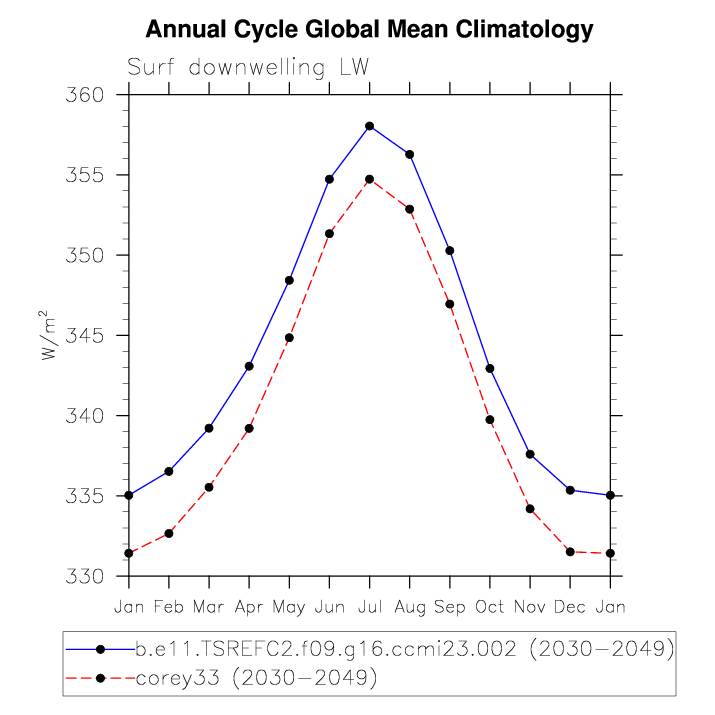 Annual Cycle Global Mean Climatology
Surf downwelling LW
360
355
350
345
340
335
330
W/m²
Jan Feb Mar Apr May Jun Jul Aug Sep Oct Nov Dec Jan
b.e11.TSREFC2.f09.g16.ccmi23.002 (2030-2049)
corey33 (2030-2049)